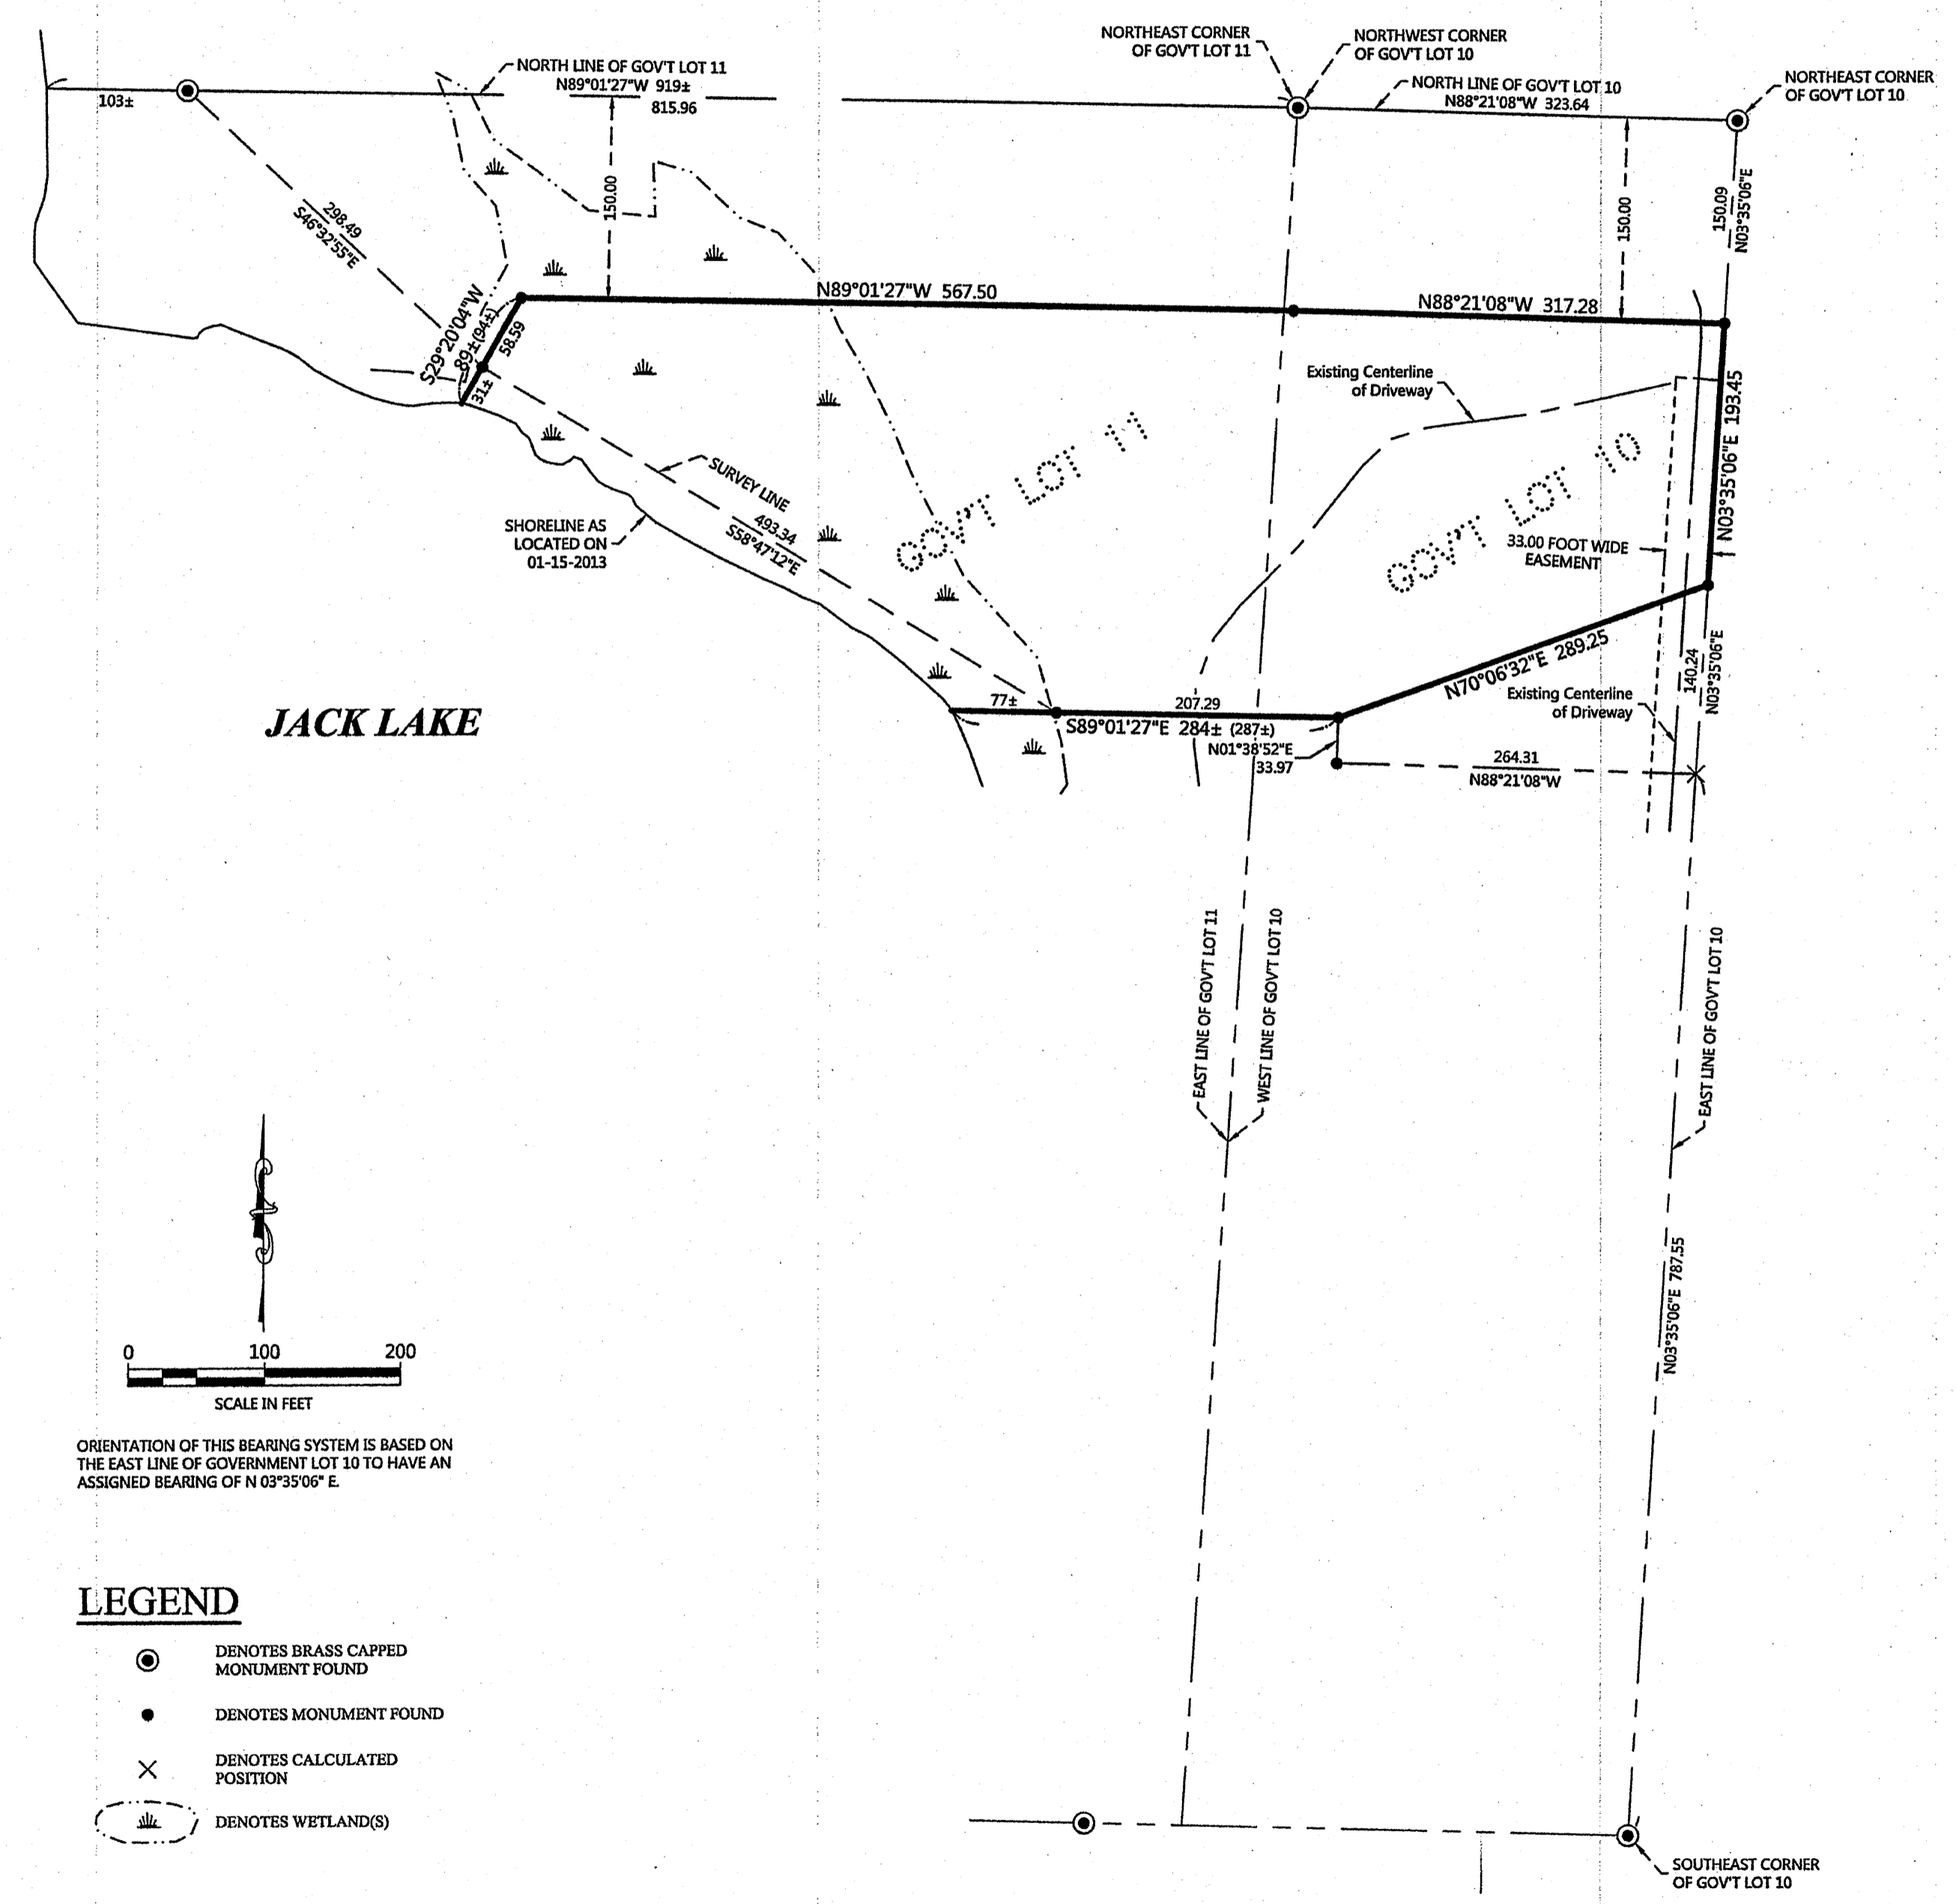 NORTHEAST CORNER
OF GOV'T LOT 11
NORTHWEST CORNER
OF GOV'T LOT 10
NORTH LINE OF GOV'T LOT 11
N89°01'27"W 919±
815.96
103±
NORTH LINE OF GOV'T LOT 10
N88°21'08"W 323.64
NORTHEAST CORNER
OF GOV'T LOT 10
298.49
S46°32'55"E
150.00
150.00
150.09
N03°35'06"E
N89°01'27"W 567.50
N88°21'08"W 317.28
S29°20'04"W
89±(94±)
58.59
31±
Existing Centerline
of Driveway
N03°35'06"E 193.45
GOV'T LOT 11
GOV'T LOT 10
SURVEY LINE
493.34
S58°47'12"E
SHORELINE AS
LOCATED ON
01-15-2013
33.00 FOOT WIDE
EASEMENT
N70°06'32"E 289.25
140.24
N03°35'06"E
Existing Centerline
of Driveway
JACK LAKE
77±
207.29
S89°01'27"E 284± (287±)
N01°38'52"E
33.97
264.31
N88°21'08"W
EAST LINE OF GOV'T LOT 11
WEST LINE OF GOV'T LOT 10
EAST LINE OF GOV'T LOT 10
N03°35'06"E 787.55
0 100 200
SCALE IN FEET
ORIENTATION OF THIS BEARING SYSTEM IS BASED ON
THE EAST LINE OF GOVERNMENT LOT 10 TO HAVE AN
ASSIGNED BEARING OF N 03°35'06" E.
LEGEND
DENOTES BRASS CAPPED
MONUMENT FOUND
DENOTES MONUMENT FOUND
DENOTES CALCULATED
POSITION
DENOTES WETLAND(S)
SOUTHEAST CORNER
OF GOV'T LOT 10